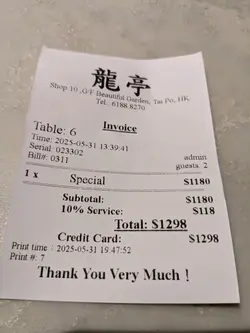 龍亭
Shop 10 ,G/F Beautiful Garden, Tai Po, HK
Tel: 6188 8270
Invoice
Table: 6
Time: 2025-05-31 13:39:41
Serial: 023302
admin
Bill#: 0311
guests 2
1 x Special $1180
Subtotal: $1180
10% Service: $118
Total: $1298
Credit Card: $1298
Print time : 2025-05-31 19:47:52
Print #: 7
Thank You Very Much !